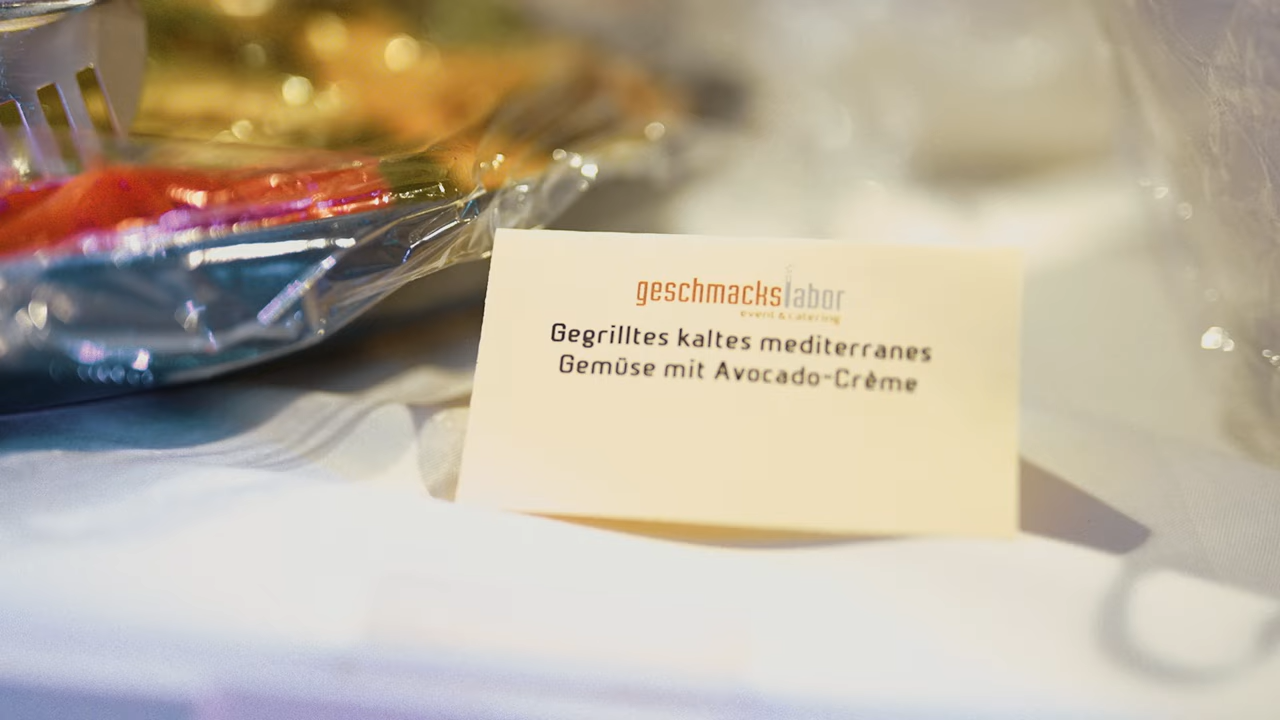 geschmackslabor
event & catering
Gegrilltes kaltes mediterranes
Gemüse mit Avocado-Crème